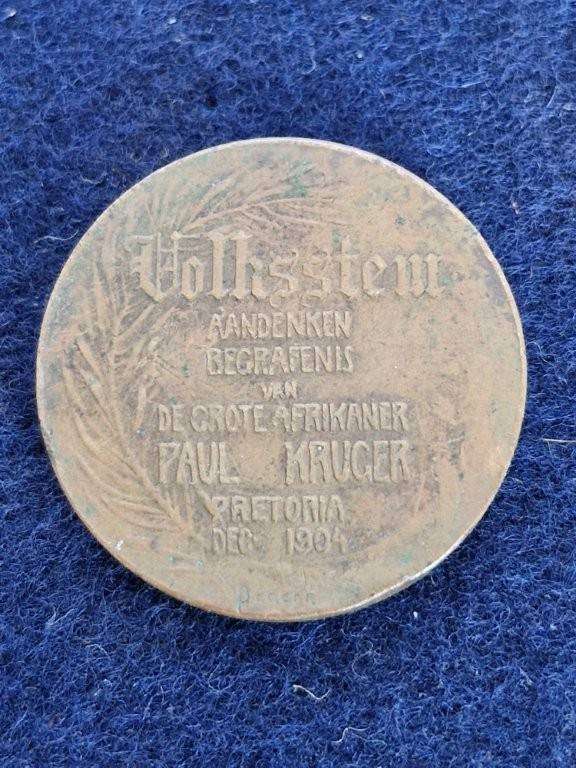 Volksstem
AANDENKEN
BEGRAFENIS
VAN
DE GROTE AFRIKANER
PAUL KRUGER
PRETORIA
DEC 1904